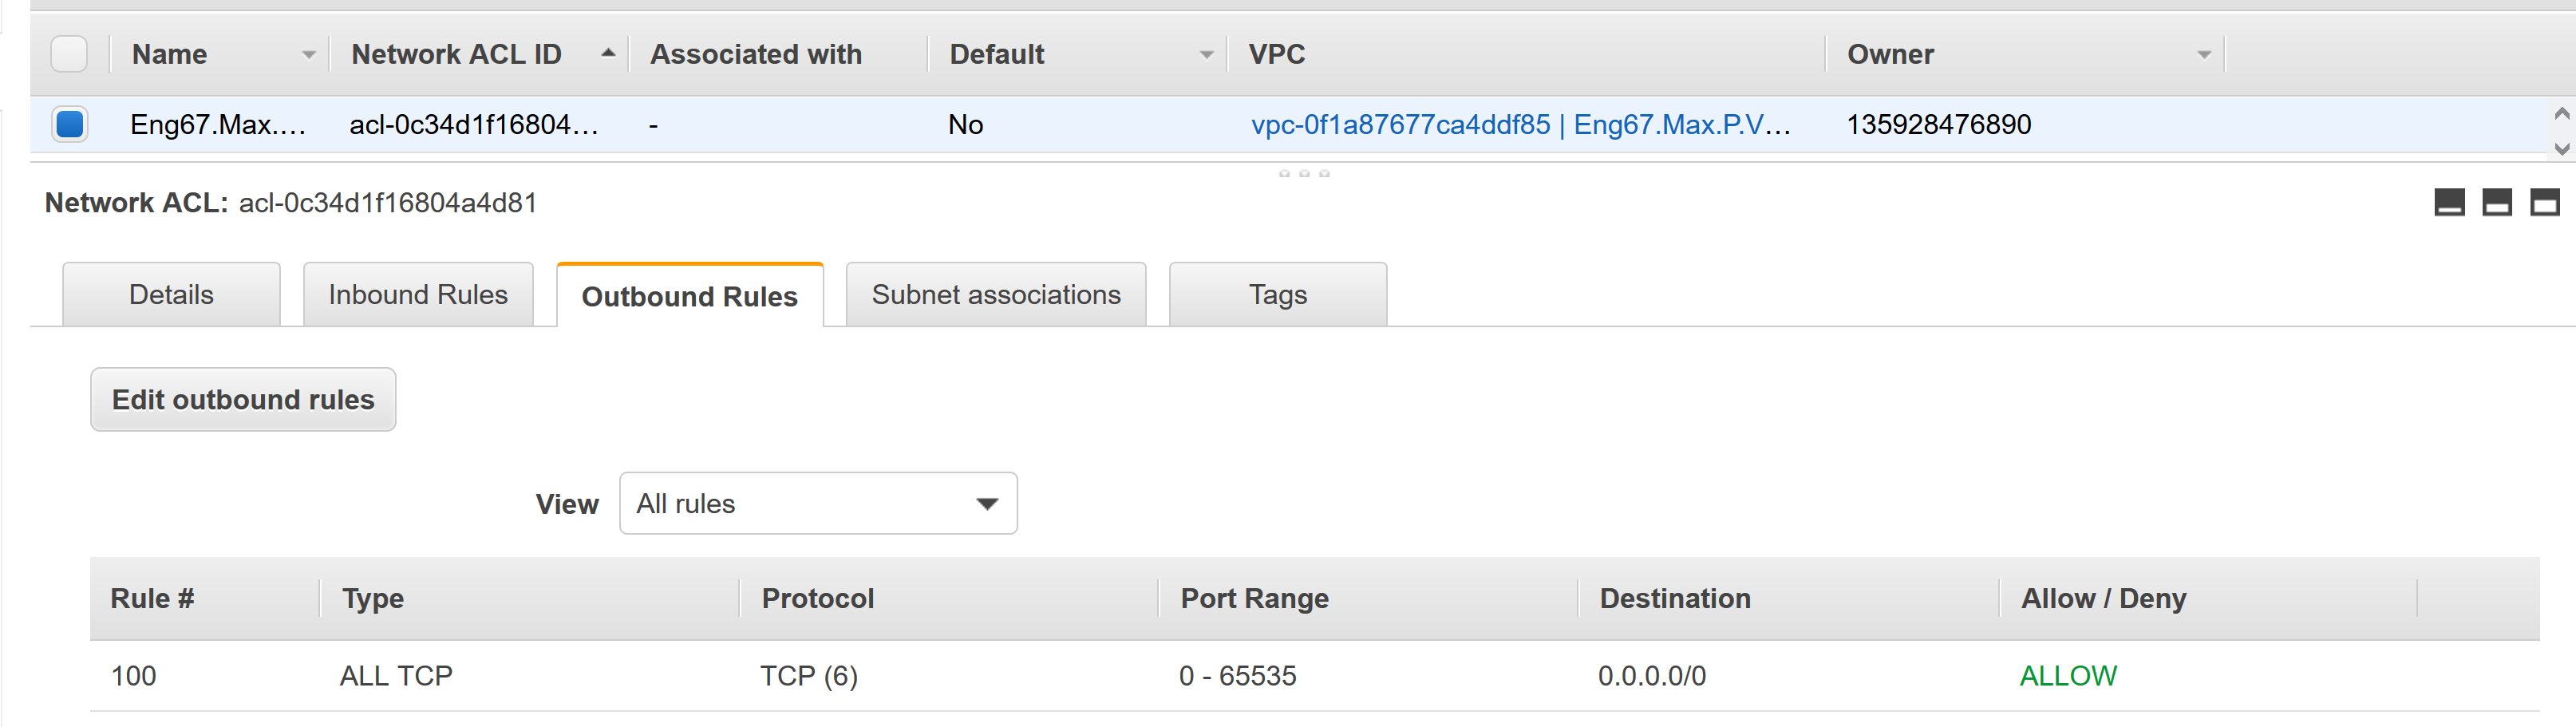 Name Network ACL ID Associated with Default VPC Owner
Eng67.Max.... acl-0c34d1f16804... - No vpc-0f1a87677ca4ddf85 | Eng67.Max.P.V... 135928476890
Network ACL: acl-0c34d1f16804a4d81
Details Inbound Rules Outbound Rules Subnet associations Tags
Edit outbound rules
View All rules
Rule # Type Protocol Port Range Destination Allow / Deny
100 ALL TCP TCP (6) 0 - 65535 0.0.0.0/0 ALLOW